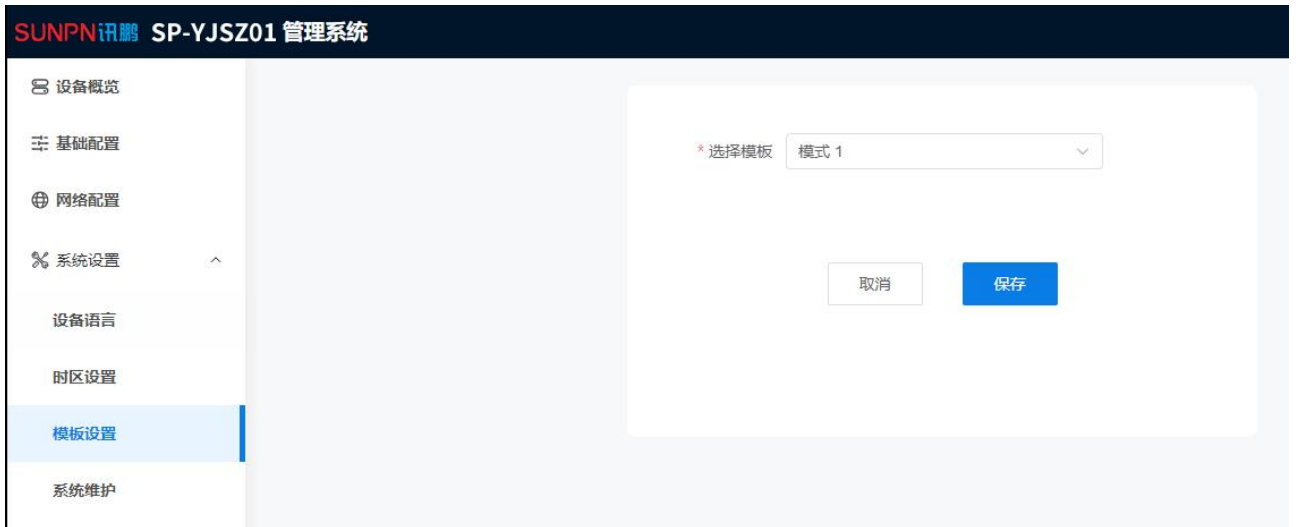 SUNPN讯鹏 SP-YJSZ01 管理系统
设备概览
基础配置
* 选择模板 模式 1
网络配置
系统设置
取消 保存
设备语言
时区设置
模板设置
系统维护